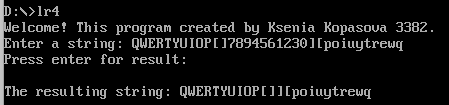 D:\>lr4
Welcome! This program created by Ksenia Kopasova 3382.
Enter a string: QWERTYUIOP[]7894561230][poiuytrewq
Press enter for result:
The resulting string: QWERTYUIOP[]][poiuytrewq